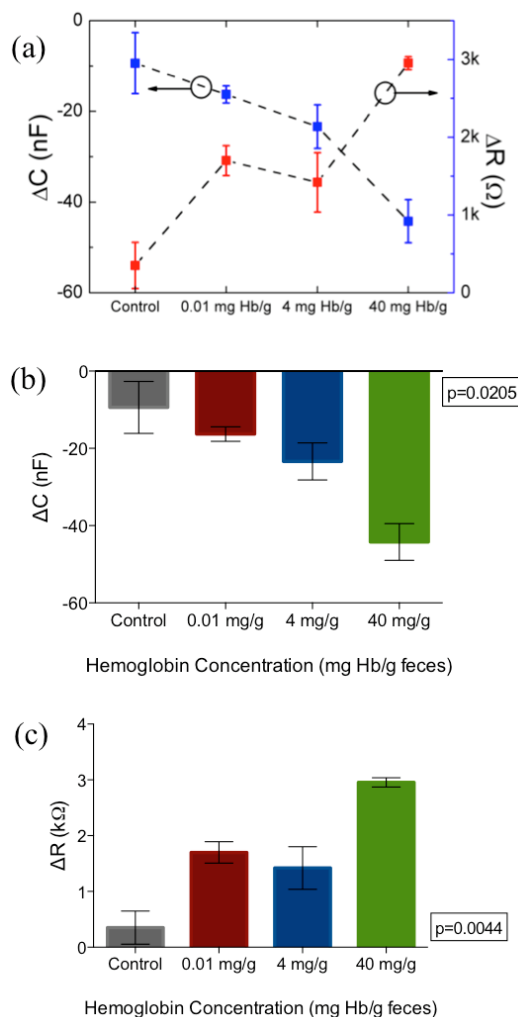 (a)
0
-20
-40
-60
ΔC (nF)
3k
2k
1k
0
ΔR (Ω)
Control 0.01 mg Hb/g 4 mg Hb/g 40 mg Hb/g
(b)
0
-20
-40
-60
ΔC (nF)
p=0.0205
Control 0.01 mg/g 4 mg/g 40 mg/g
Hemoglobin Concentration (mg Hb/g feces)
(c)
4
3
2
1
0
ΔR (kΩ)
p=0.0044
Control 0.01 mg/g 4 mg/g 40 mg/g
Hemoglobin Concentration (mg Hb/g feces)